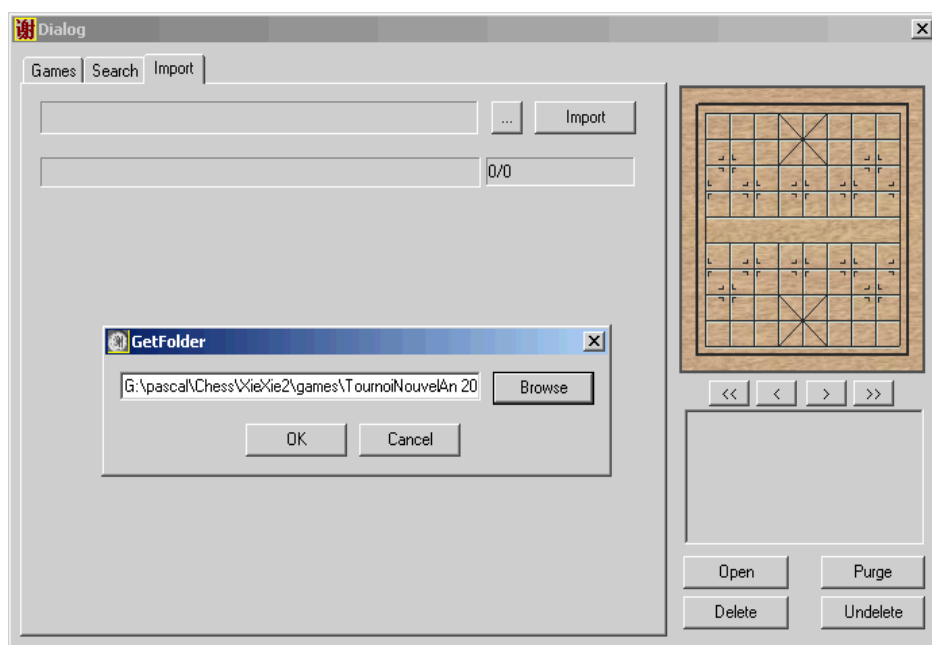 谢 Dialog
Games Search Import
... Import
0/0
GetFolder
G:\pascal\Chess\XieXie2\games\TournoiNouvelAn 20
Browse
OK Cancel
<< < > >>
Open Purge
Delete Undelete